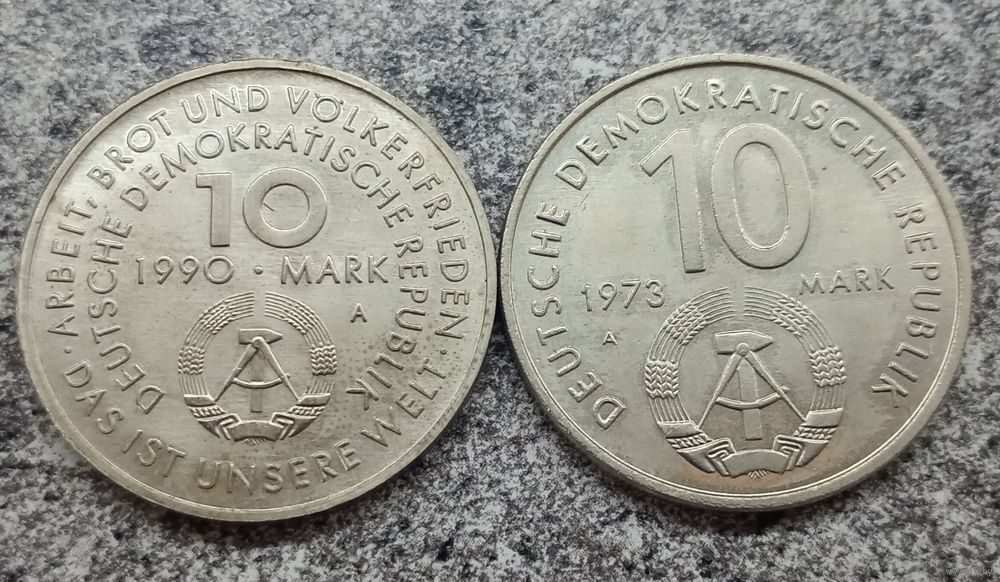 · ARBEIT, BROT UND VÖLKERFRIEDEN · DAS IST UNSERE WELT
DEUTSCHE DEMOKRATISCHE REPUBLIK
10
1990 · MARK
A
DEUTSCHE DEMOKRATISCHE REPUBLIK
10
1973 MARK
A